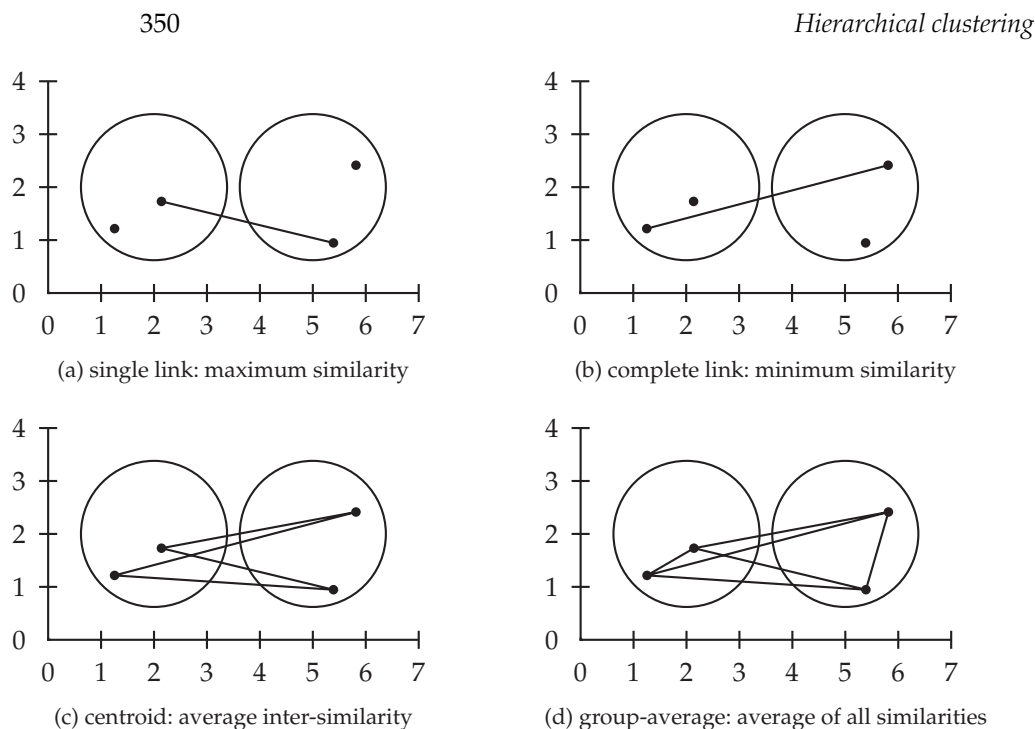 350 Hierarchical clustering
4 4
3 3
2 2
1 1
0 0
0 1 2 3 4 5 6 7 0 1 2 3 4 5 6 7
(a) single link: maximum similarity (b) complete link: minimum similarity
4 4
3 3
2 2
1 1
0 0
0 1 2 3 4 5 6 7 0 1 2 3 4 5 6 7
(c) centroid: average inter-similarity (d) group-average: average of all similarities